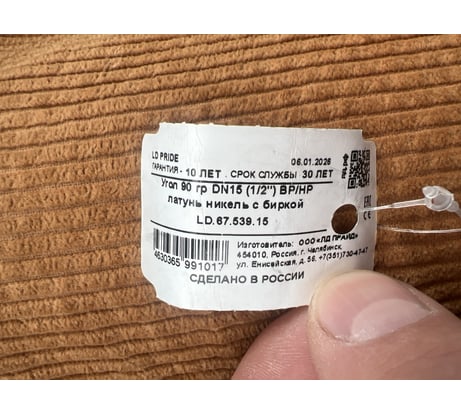 LD PRIDE 06.01.2026
ГАРАНТИЯ - 10 ЛЕТ . СРОК СЛУЖБЫ 30 ЛЕТ
Угол 90 гр DN15 (1/2") ВР/НР
латунь никель с биркой
LD.67.539.15
Изготовитель: ООО «ЛД ПРАЙД»
454010, Россия, г. Челябинск,
ул. Енисейская, д. 56, +7(351)730-47-47
4630365 991017
СДЕЛАНО В РОССИИ
EAC
CE